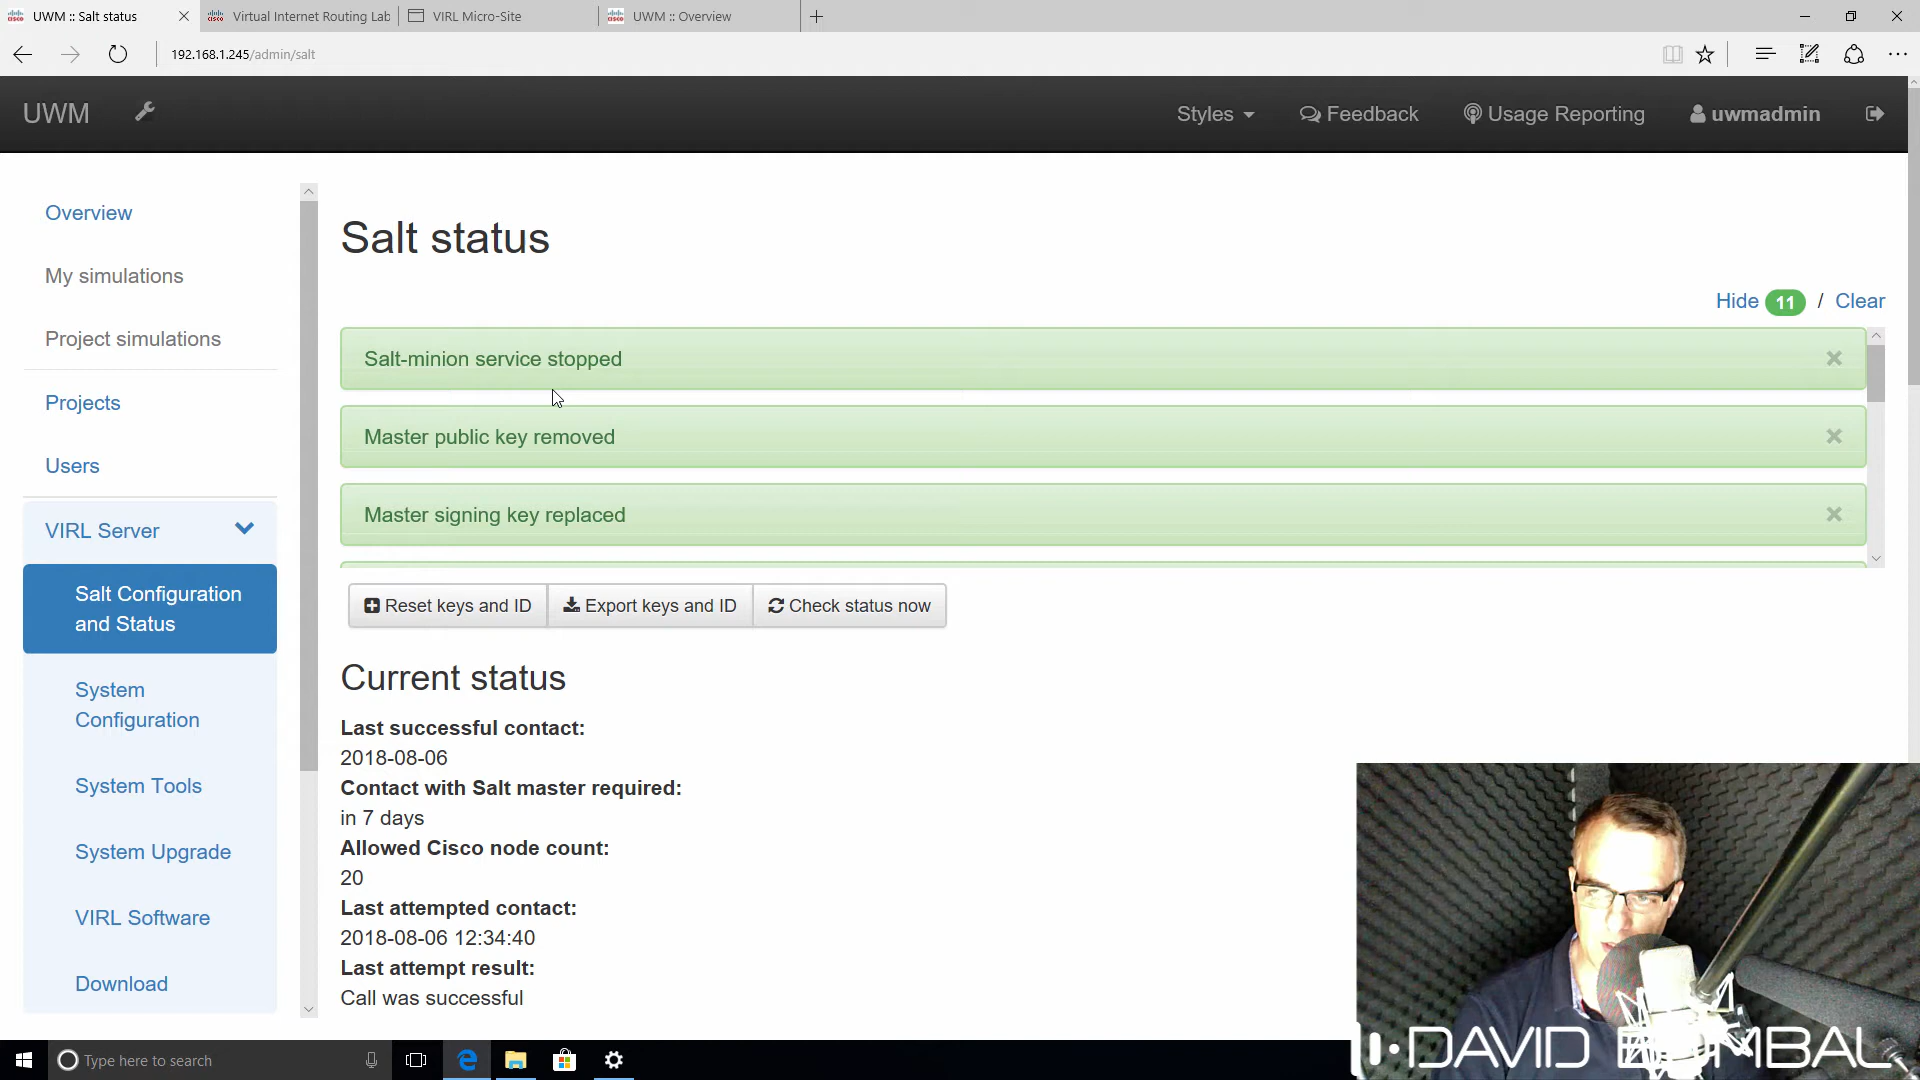 UWM :: Salt status
Virtual Internet Routing Lab
VIRL Micro-Site
UWM :: Overview
192.168.1.245/admin/salt
UWM
Styles
Feedback
Usage Reporting
uwmadmin
Overview
My simulations
Project simulations
Projects
Users
VIRL Server
Salt Configuration
and Status
System
Configuration
System Tools
System Upgrade
VIRL Software
Download
Salt status
Hide 11 / Clear
Salt-minion service stopped
Master public key removed
Master signing key replaced
Reset keys and ID
Export keys and ID
Check status now
Current status
Last successful contact:
2018-08-06
Contact with Salt master required:
in 7 days
Allowed Cisco node count:
20
Last attempted contact:
2018-08-06 12:34:40
Last attempt result:
Call was successful
Type here to search
DAVID BOMBAL